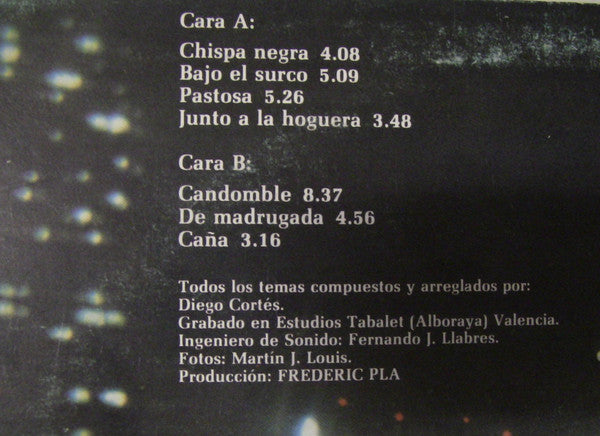 Cara A:
Chispa negra 4.08
Bajo el surco 5.09
Pastosa 5.26
Junto a la hoguera 3.48
Cara B:
Candomble 8.37
De madrugada 4.56
Caña 3.16
Todos los temas compuestos y arreglados por:
Diego Cortés.
Grabado en Estudios Tabalet (Alboraya) Valencia.
Ingeniero de Sonido: Fernando J. Llabres.
Fotos: Martín J. Louis.
Producción: FREDERIC PLA